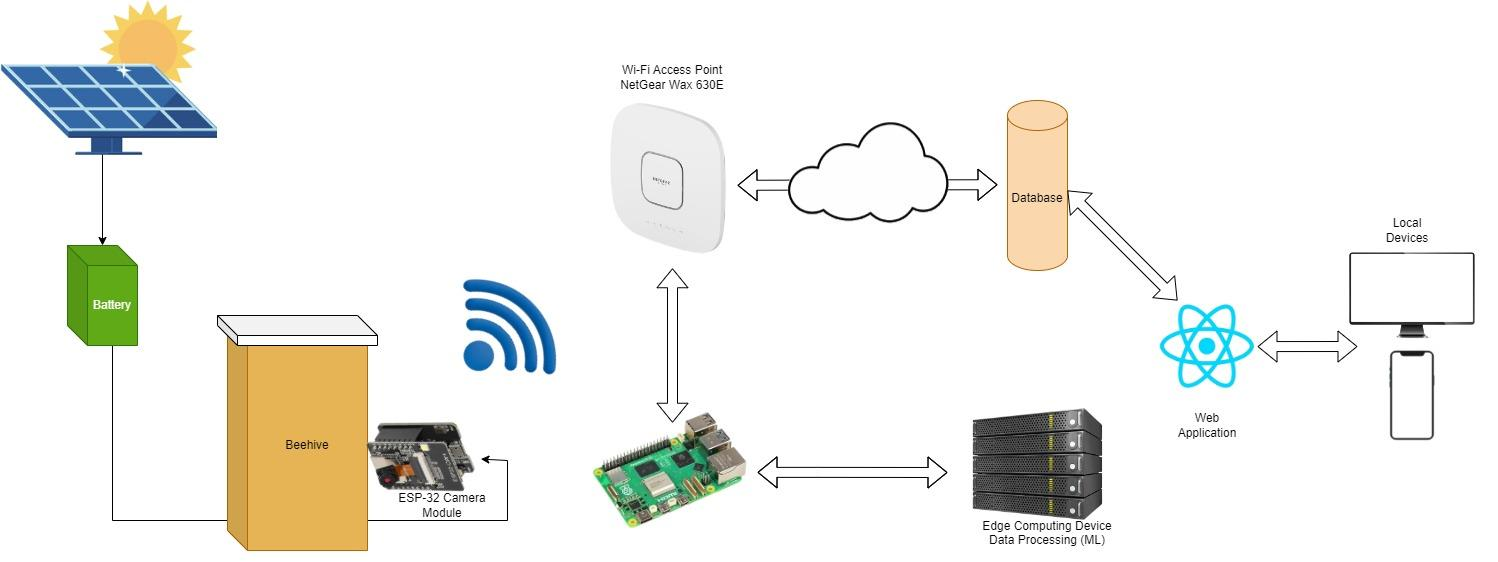 Wi-Fi Access Point
NetGear Wax 630E
Database
Local
Devices
Battery
Beehive
Web
Application
ESP-32 Camera
Module
Edge Computing Device
Data Processing (ML)